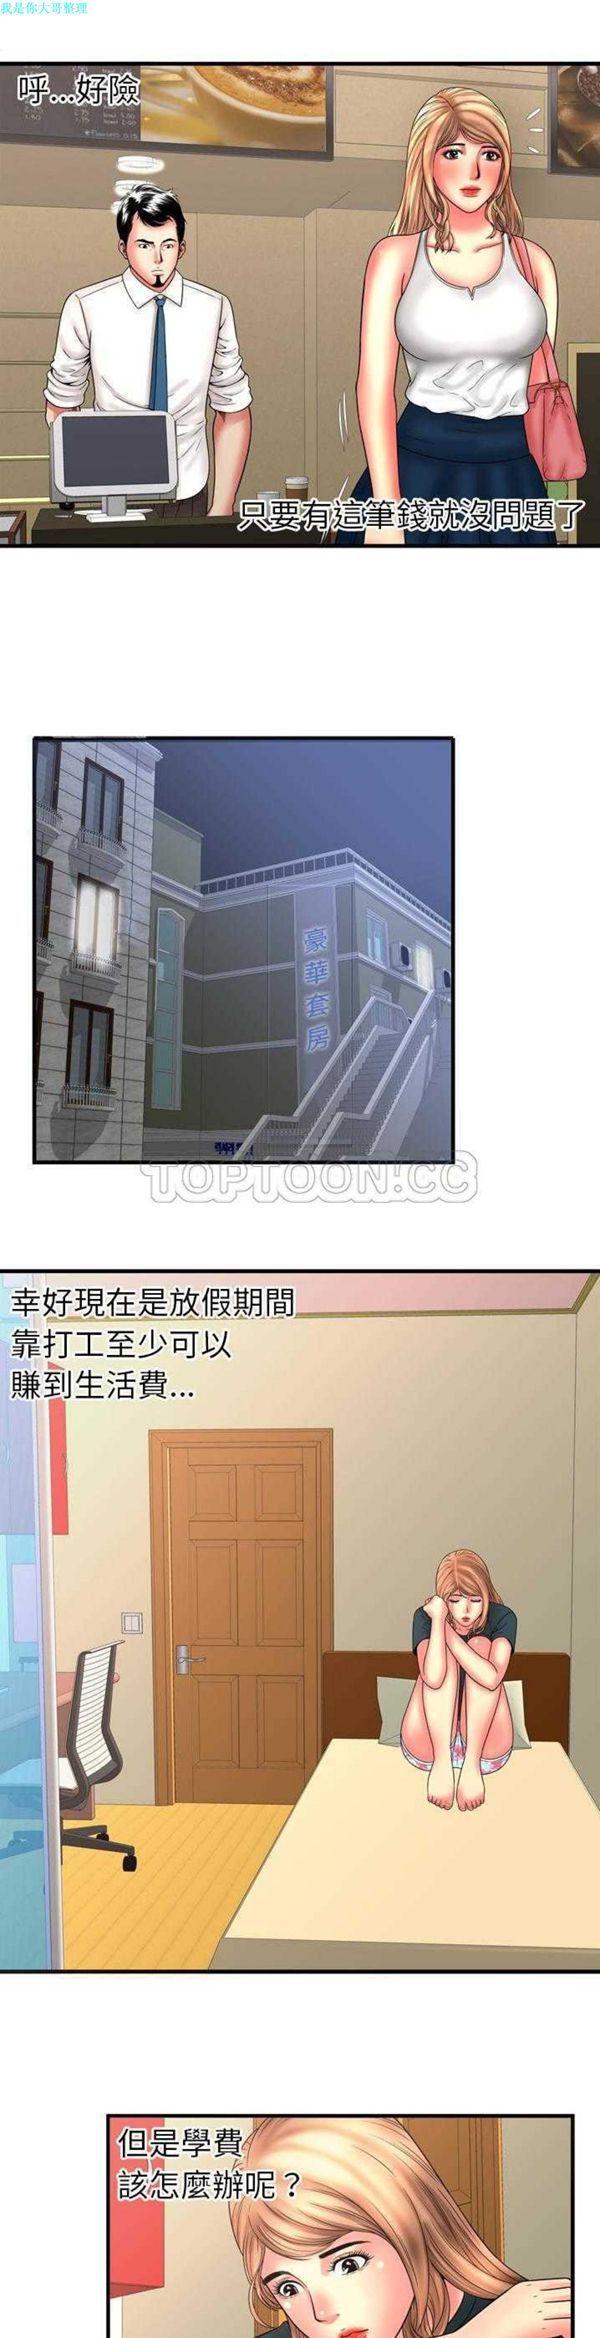 我是你大哥整理
呼...好險
只要有這筆錢就沒問題了
豪華套房
TOPTOON.CC
幸好現在是放假期間
靠打工至少可以
賺到生活費...
但是學費
該怎麼辦呢？